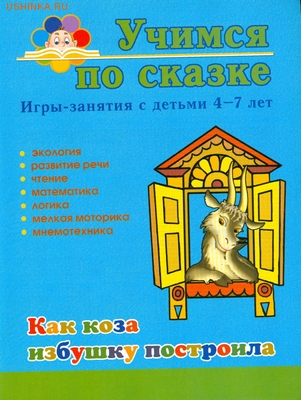 USHINKA.RU
Учимся
по сказке
Игры-занятия с детьми 4–7 лет
• экология
• развитие речи
• чтение
• математика
• логика
• мелкая моторика
• мнемотехника
Как коза
избушку построила